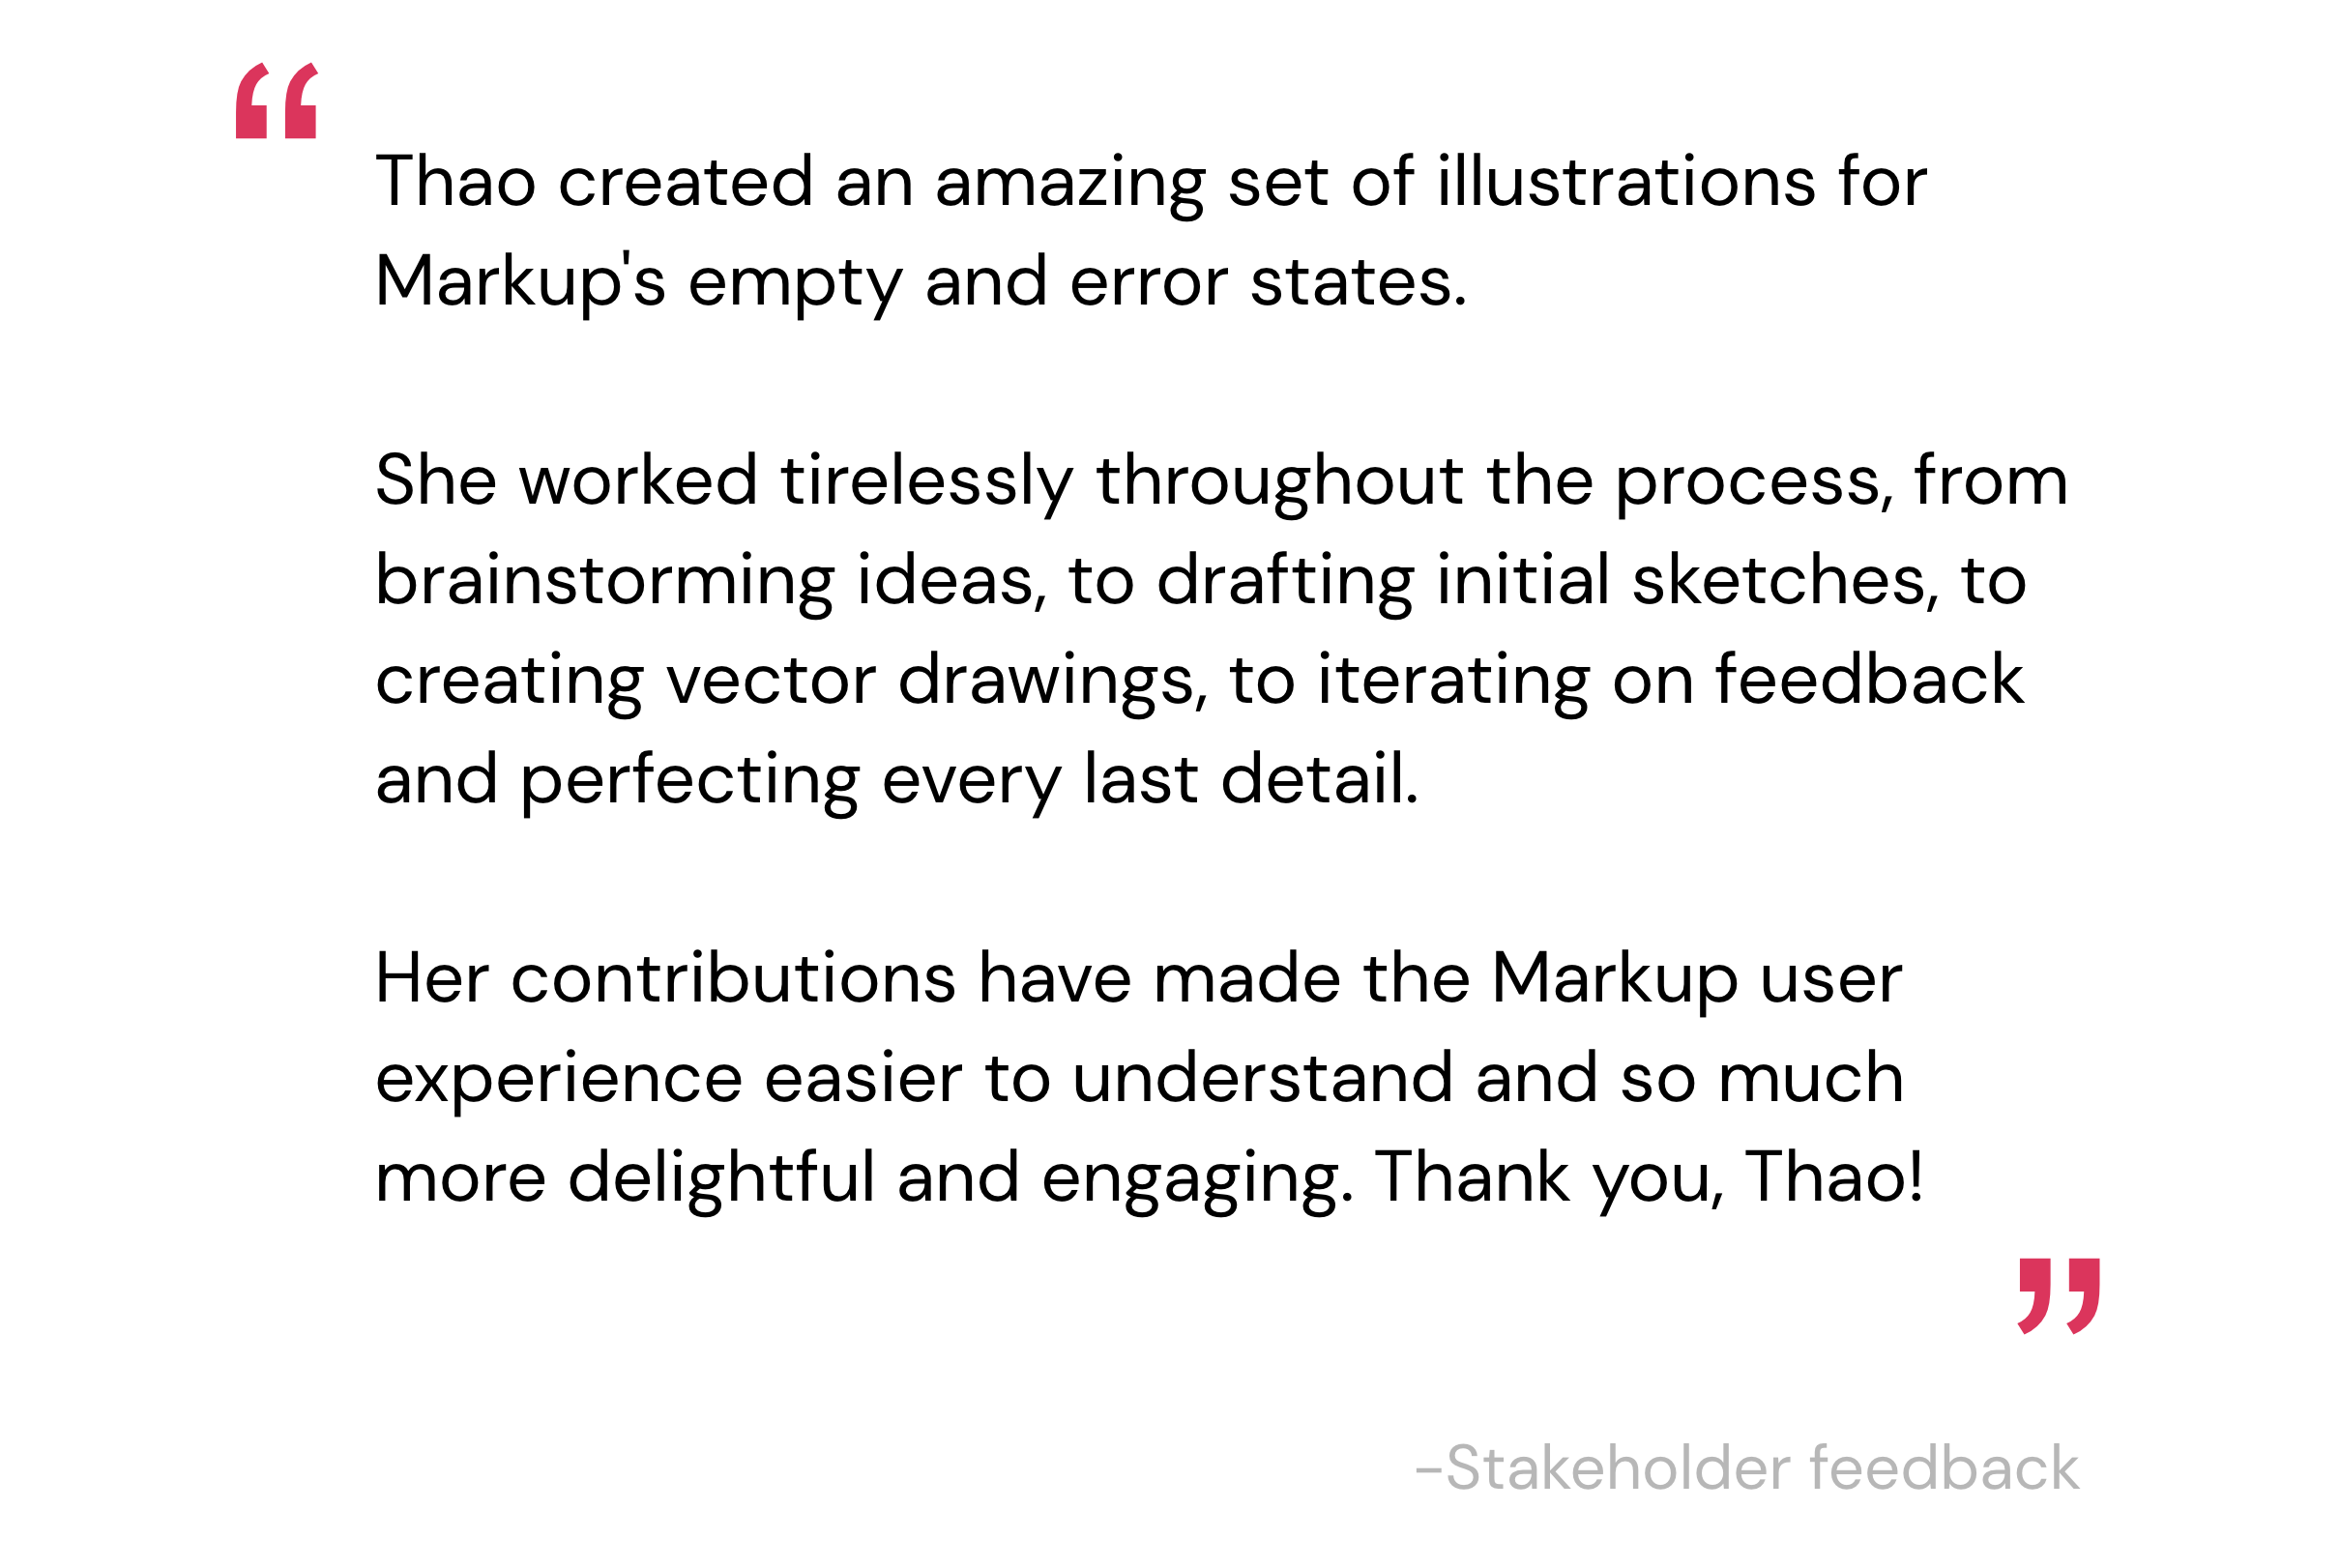 “
Thao created an amazing set of illustrations for
Markup's empty and error states.
She worked tirelessly throughout the process, from
brainstorming ideas, to drafting initial sketches, to
creating vector drawings, to iterating on feedback
and perfecting every last detail.
Her contributions have made the Markup user
experience easier to understand and so much
more delightful and engaging. Thank you, Thao!
”
–Stakeholder feedback